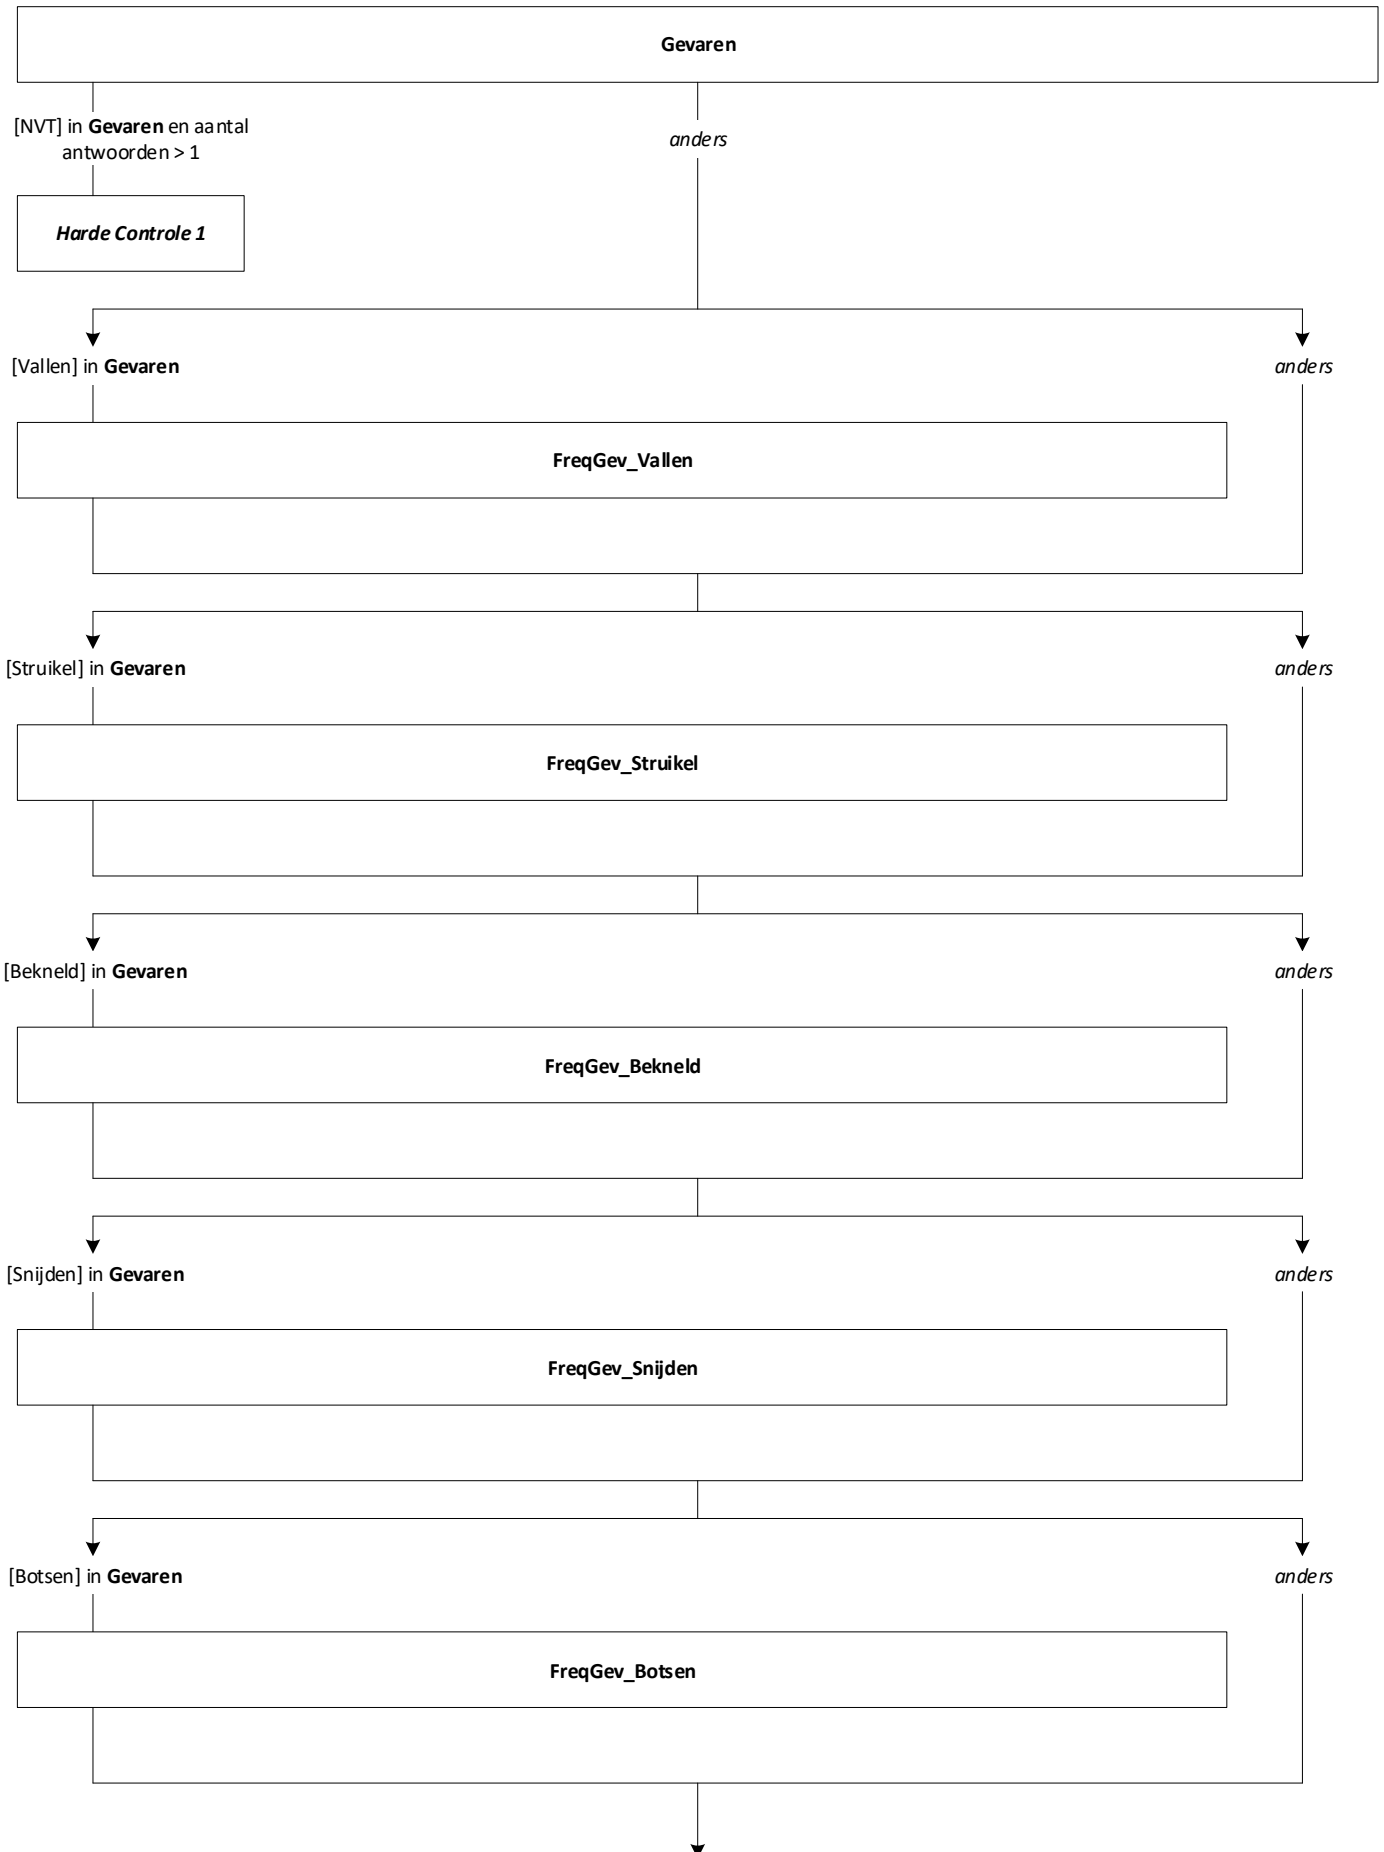 Gevaren
[NVT] in Gevaren en aantal
antwoorden > 1
anders
Harde Controle 1
[Vallen] in Gevaren
anders
FreqGev_Vallen
[Struikel] in Gevaren
anders
FreqGev_Struikel
[Bekneld] in Gevaren
anders
FreqGev_Bekneld
[Snijden] in Gevaren
anders
FreqGev_Snijden
[Botsen] in Gevaren
anders
FreqGev_Botsen